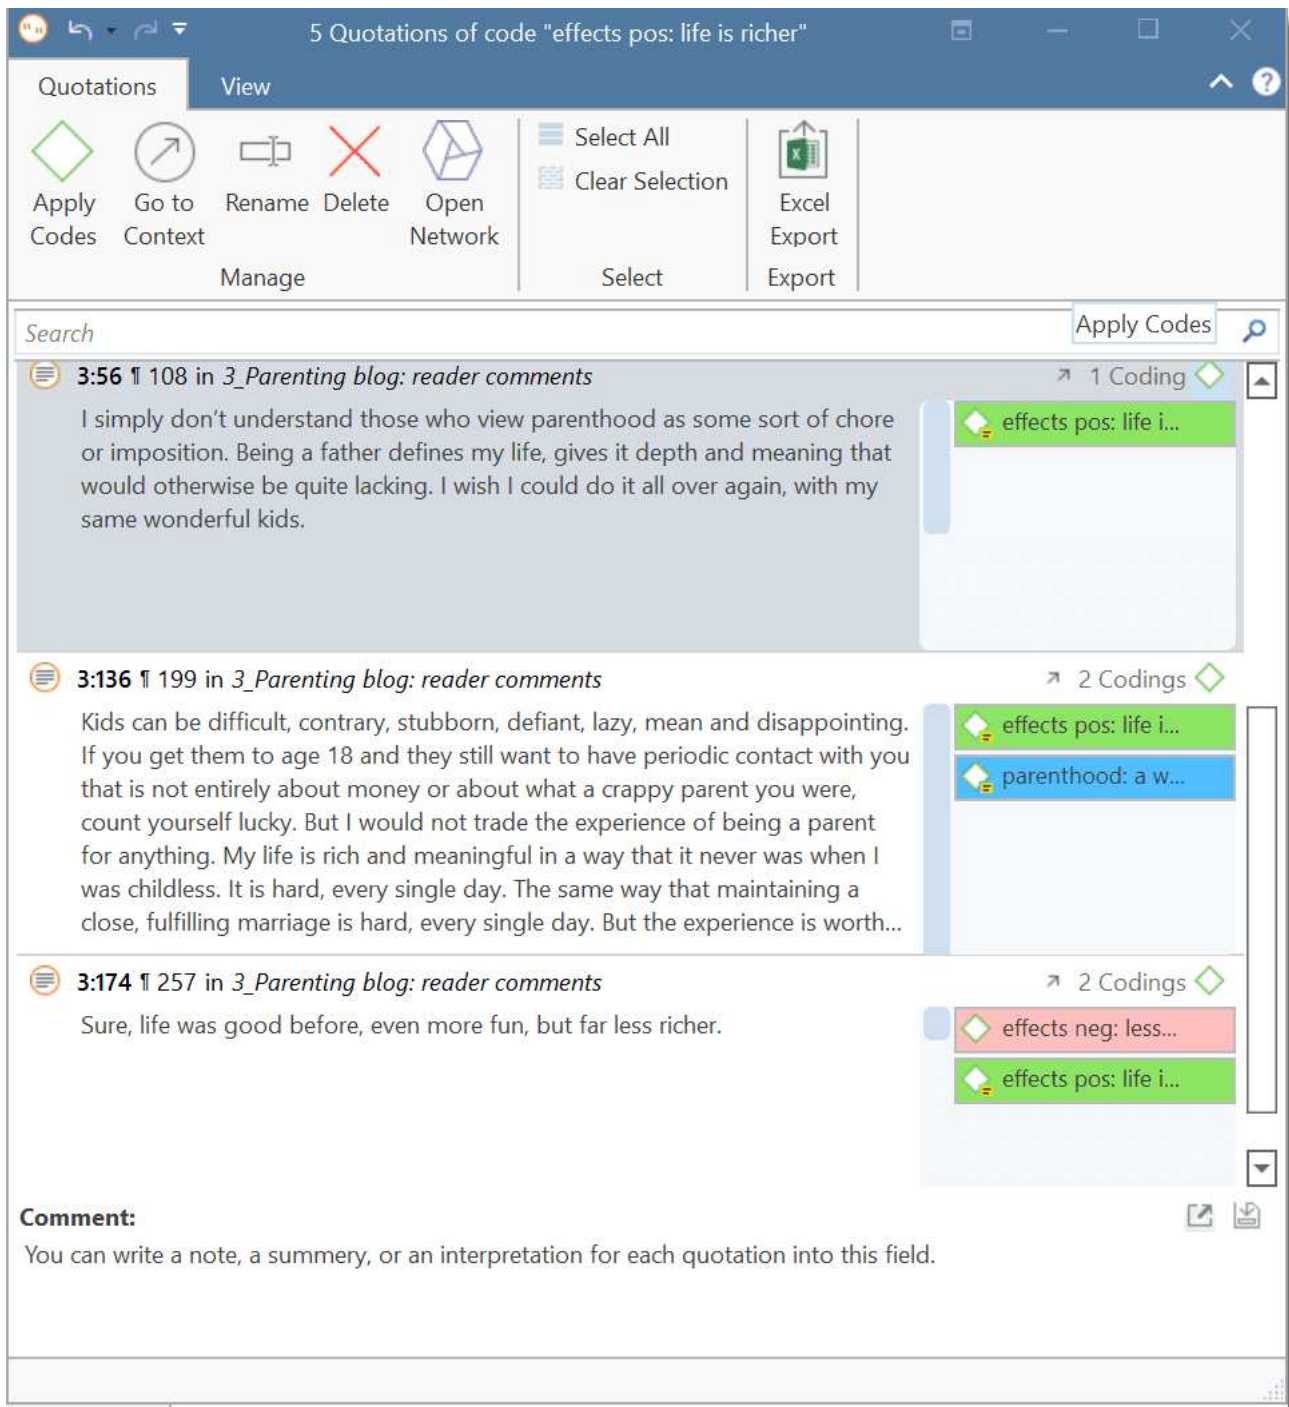 5 Quotations of code "effects pos: life is richer"
Quotations View
Apply Codes
Go to Context
Rename
Delete
Open Network
Manage
Select All
Clear Selection
Select
Excel Export
Export
Search
Apply Codes
3:56 ¶ 108 in 3_Parenting blog: reader comments
1 Coding
I simply don't understand those who view parenthood as some sort of chore
or imposition. Being a father defines my life, gives it depth and meaning that
would otherwise be quite lacking. I wish I could do it all over again, with my
same wonderful kids.
effects pos: life i...
3:136 ¶ 199 in 3_Parenting blog: reader comments
2 Codings
Kids can be difficult, contrary, stubborn, defiant, lazy, mean and disappointing.
If you get them to age 18 and they still want to have periodic contact with you
that is not entirely about money or about what a crappy parent you were,
count yourself lucky. But I would not trade the experience of being a parent
for anything. My life is rich and meaningful in a way that it never was when I
was childless. It is hard, every single day. The same way that maintaining a
close, fulfilling marriage is hard, every single day. But the experience is worth...
effects pos: life i...
parenthood: a w...
3:174 ¶ 257 in 3_Parenting blog: reader comments
2 Codings
Sure, life was good before, even more fun, but far less richer.
effects neg: less...
effects pos: life i...
Comment:
You can write a note, a summery, or an interpretation for each quotation into this field.